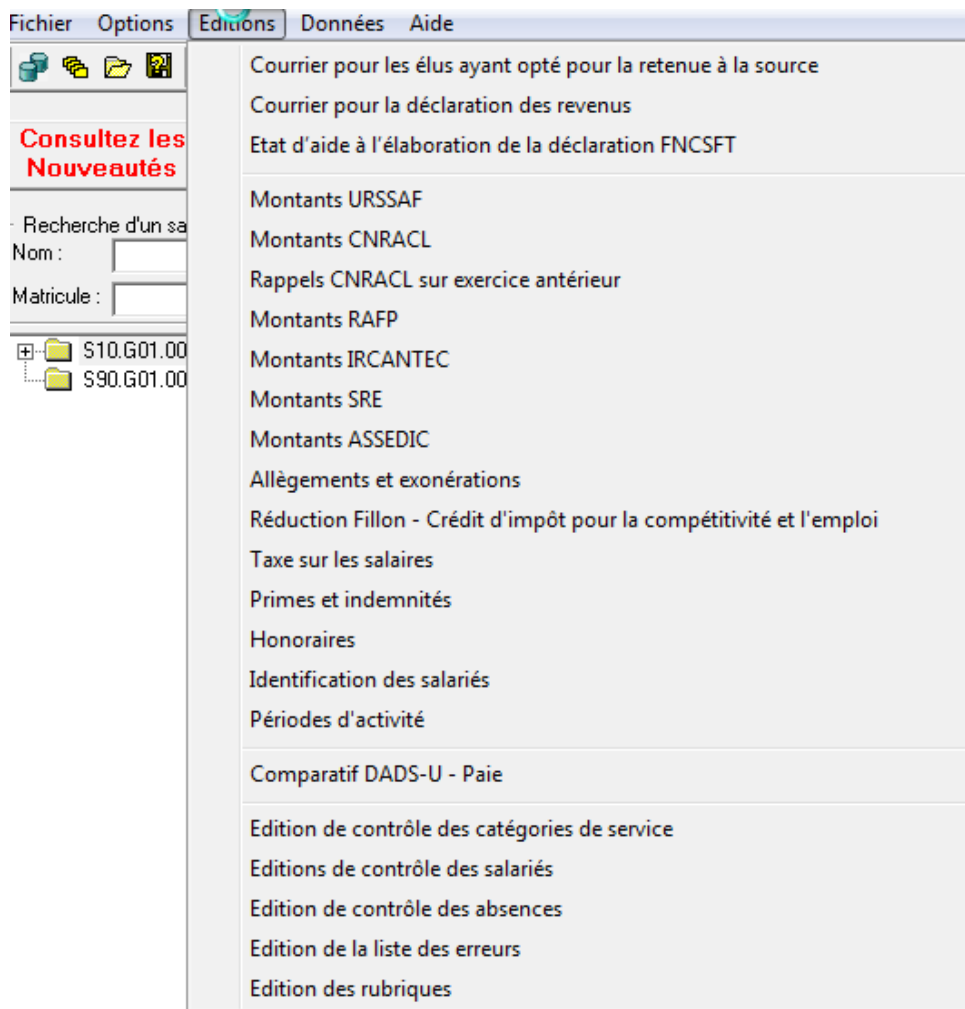 Fichier Options Editions Données Aide
Consultez les
Nouveautés
Recherche d'un sa
Nom :
Matricule :
S10.G01.00
S90.G01.00
Courrier pour les élus ayant opté pour la retenue à la source
Courrier pour la déclaration des revenus
Etat d'aide à l'élaboration de la déclaration FNCSFT
Montants URSSAF
Montants CNRACL
Rappels CNRACL sur exercice antérieur
Montants RAFP
Montants IRCANTEC
Montants SRE
Montants ASSEDIC
Allègements et exonérations
Réduction Fillon - Crédit d'impôt pour la compétitivité et l'emploi
Taxe sur les salaires
Primes et indemnités
Honoraires
Identification des salariés
Périodes d'activité
Comparatif DADS-U - Paie
Edition de contrôle des catégories de service
Editions de contrôle des salariés
Edition de contrôle des absences
Edition de la liste des erreurs
Edition des rubriques